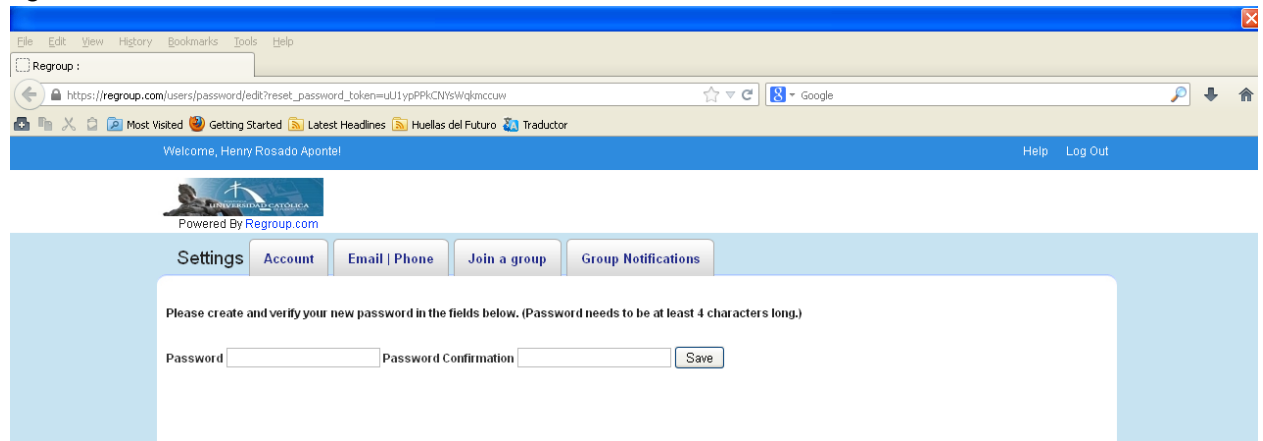 File Edit View History Bookmarks Tools Help
Regroup :
https://regroup.com/users/password/edit?reset_password_token=uU1ypPPkCNYsWqkmccuw Google
Most Visited Getting Started Latest Headlines Huellas del Futuro Traductor
Welcome, Henry Rosado Aponte! Help Log Out
UNIVERSIDAD CATÓLICA
Powered By Regroup.com
Settings Account Email | Phone Join a group Group Notifications
Please create and verify your new password in the fields below. (Password needs to be at least 4 characters long.)
Password Password Confirmation Save